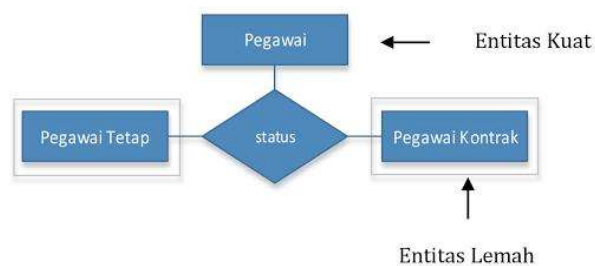 Pegawai
Entitas Kuat
Pegawai Tetap
status
Pegawai Kontrak
Entitas Lemah